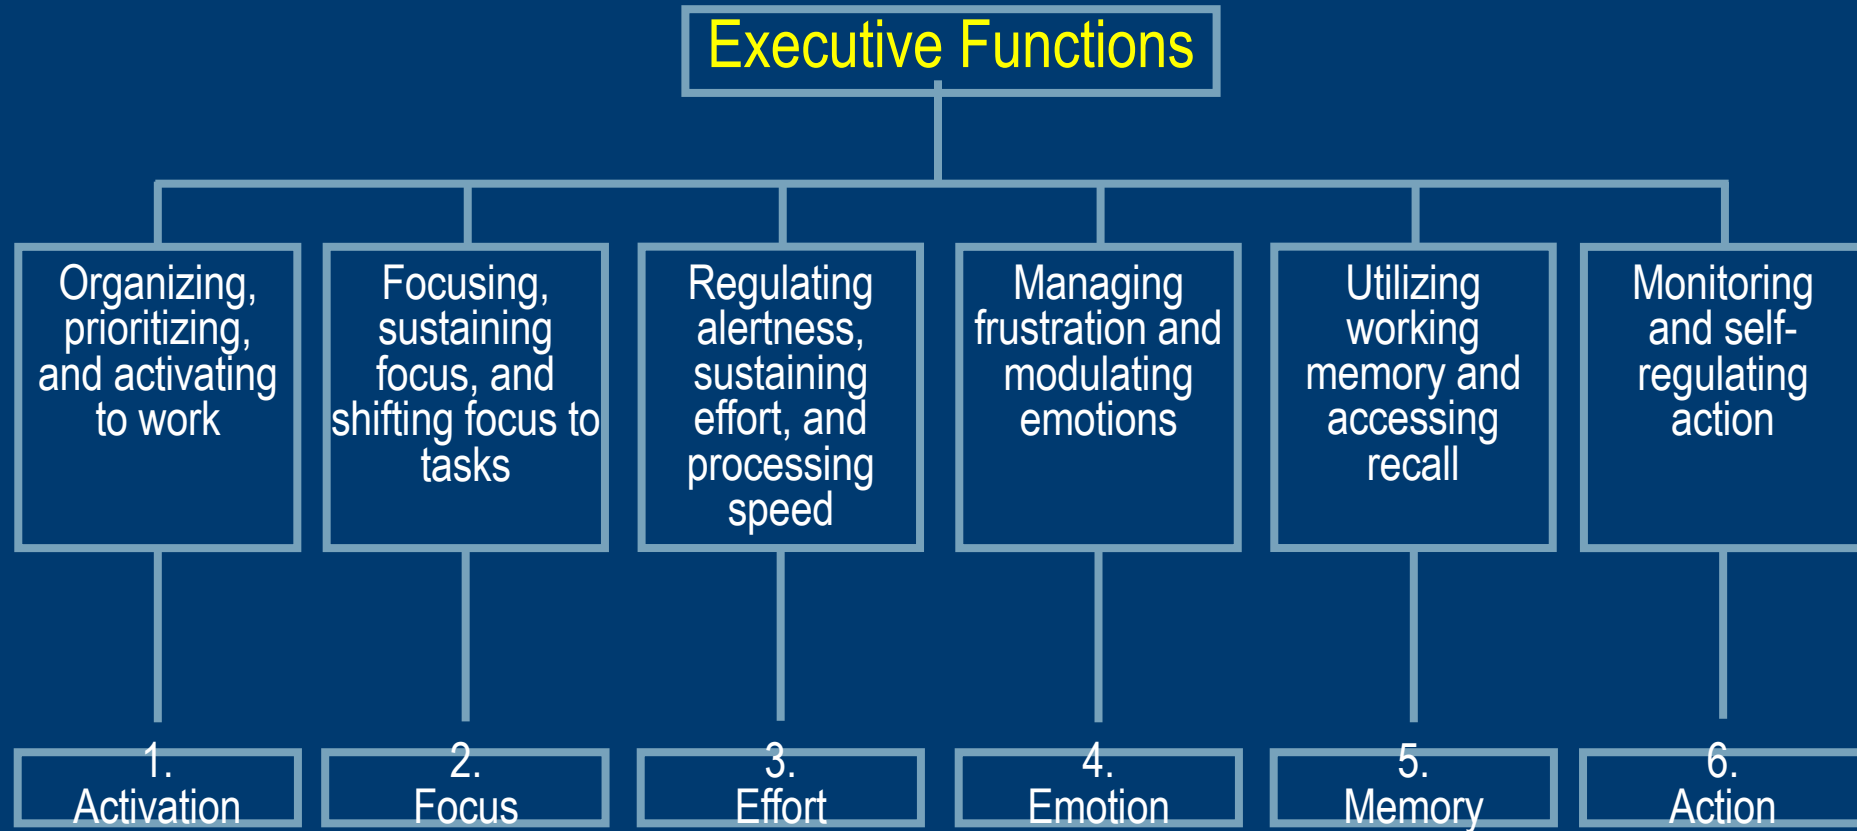 Executive Functions
Organizing,
prioritizing,
and activating
to work
Focusing,
sustaining
focus, and
shifting focus to
tasks
Regulating
alertness,
sustaining
effort, and
processing
speed
Managing
frustration and
modulating
emotions
Utilizing
working
memory and
accessing
recall
Monitoring
and self-
regulating
action
1.
Activation
2.
Focus
3.
Effort
4.
Emotion
5.
Memory
6.
Action